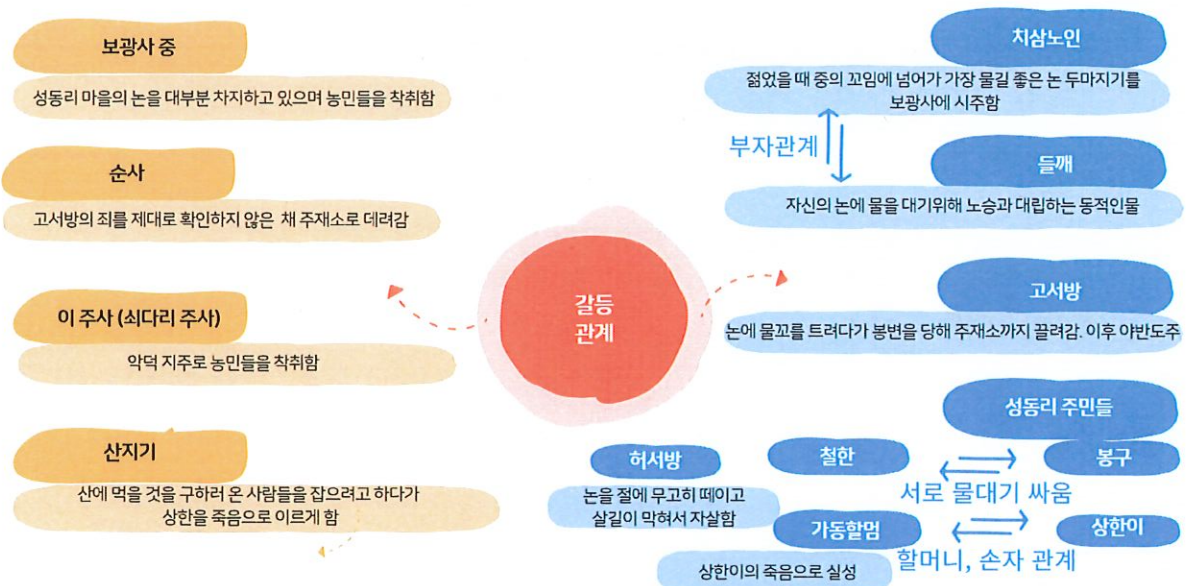 보광사 중
성동리 마을의 논을 대부분 차지하고 있으며 농민들을 착취함
순사
고서방의 죄를 제대로 확인하지 않은 채 주재소로 데려감
이 주사 (쇠다리 주사)
악덕 지주로 농민들을 착취함
산지기
산에 먹을 것을 구하러 온 사람들을 잡으려고 하다가
상한을 죽음으로 이르게 함
갈등
관계
치삼노인
젊었을 때 중의 꼬임에 넘어가 가장 물길 좋은 논 두마지기를
보광사에 시주함
부자관계
들깨
자신의 논에 물을 대기위해 노승과 대립하는 동적인물
고서방
논에 물꼬를 트려다가 봉변을 당해 주재소까지 끌려감. 이후 야반도주
성동리 주민들
허서방
논을 절에 무고히 떼이고
살길이 막혀서 자살함
철한
봉구
서로 물대기 싸움
가동할멈
상한이
할머니, 손자 관계
상한이의 죽음으로 실성